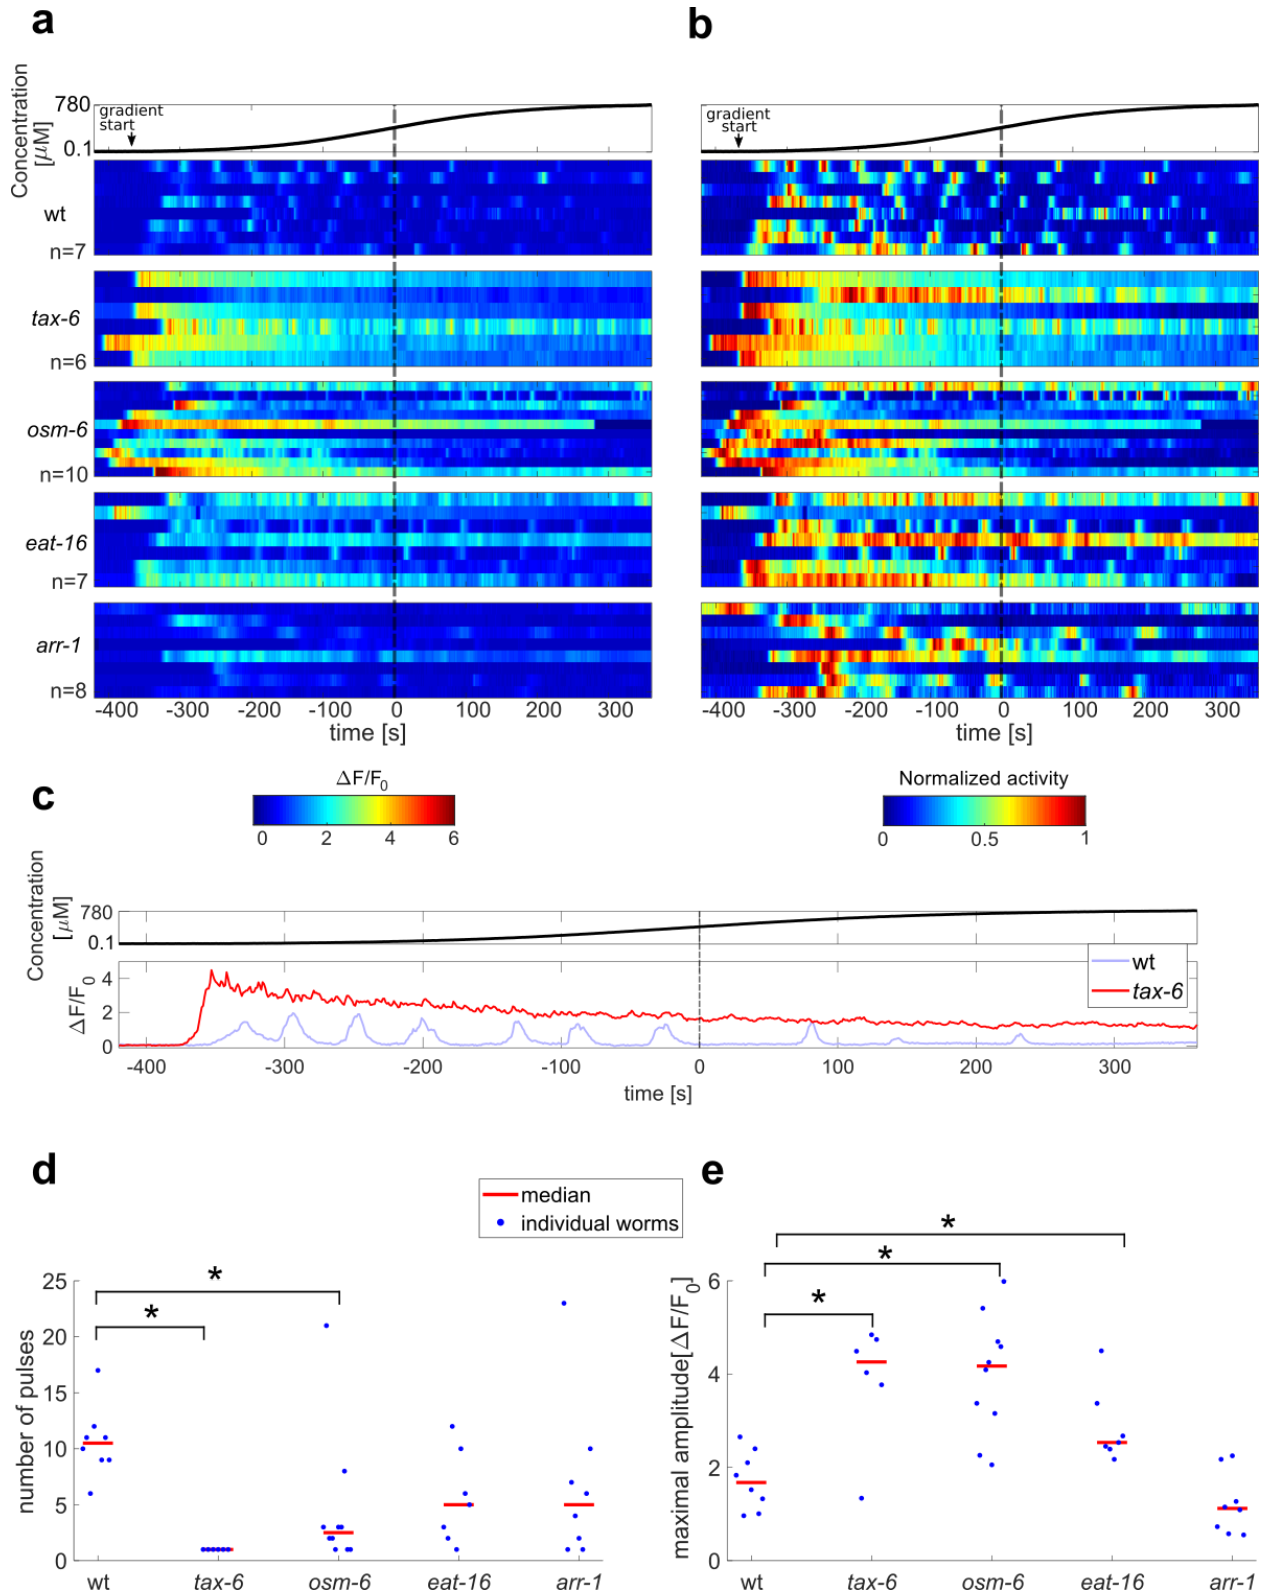 a
b
Concentration
[μM]
780
0.1
gradient
start
gradient
start
wt
n=7
tax-6
n=6
osm-6
n=10
eat-16
n=7
arr-1
n=8
-400 -300 -200 -100 0 100 200 300
time [s]
-400 -300 -200 -100 0 100 200 300
time [s]
c
ΔF/F0
0 2 4 6
Normalized activity
0 0.5 1
Concentration
[μM]
780
0.1
ΔF/F0
4
2
0
wt
tax-6
-400 -300 -200 -100 0 100 200 300
time [s]
d
median
individual worms
e
number of pulses
25
20
15
10
5
0
* *
wt tax-6 osm-6 eat-16 arr-1
maximal amplitude[ΔF/F0]
6
4
2
0
* * *
wt tax-6 osm-6 eat-16 arr-1